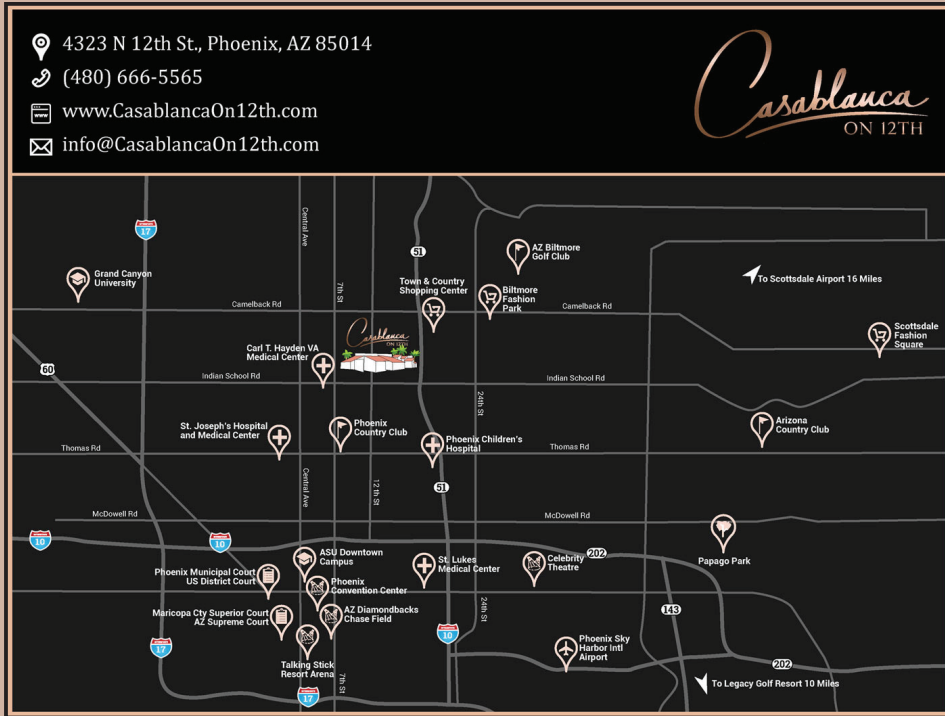 4323 N 12th St., Phoenix, AZ 85014
(480) 666-5565
www
www.CasablancaOn12th.com
info@CasablancaOn12th.com
Casablanca
ON 12TH
17
Central Ave
51
AZ Biltmore
Golf Club
Grand Canyon
University
7th St
Town & Country
Shopping Center
Biltmore
Fashion
Park
To Scottsdale Airport 16 Miles
Camelback Rd
Camelback Rd
Scottsdale
Fashion
Square
Casablanca
ON 12TH
Carl T. Hayden VA
Medical Center
60
Indian School Rd
Indian School Rd
24th St
St. Joseph's Hospital
and Medical Center
Phoenix
Country Club
Phoenix Children's
Hospital
Arizona
Country Club
Thomas Rd
Thomas Rd
Central Ave
12 th St
51
McDowell Rd
McDowell Rd
10
10
202
Papago Park
ASU Downtown
Campus
St. Lukes
Medical Center
Celebrity
Theatre
Phoenix Municipal Court
US District Court
Phoenix
Convention Center
Maricopa Cty Superior Court
AZ Supreme Court
AZ Diamondbacks
Chase Field
24th St
143
17
10
Talking Stick
Resort Arena
Phoenix Sky
Harbor Intl
Airport
202
7th St
17
To Legacy Golf Resort 10 Miles